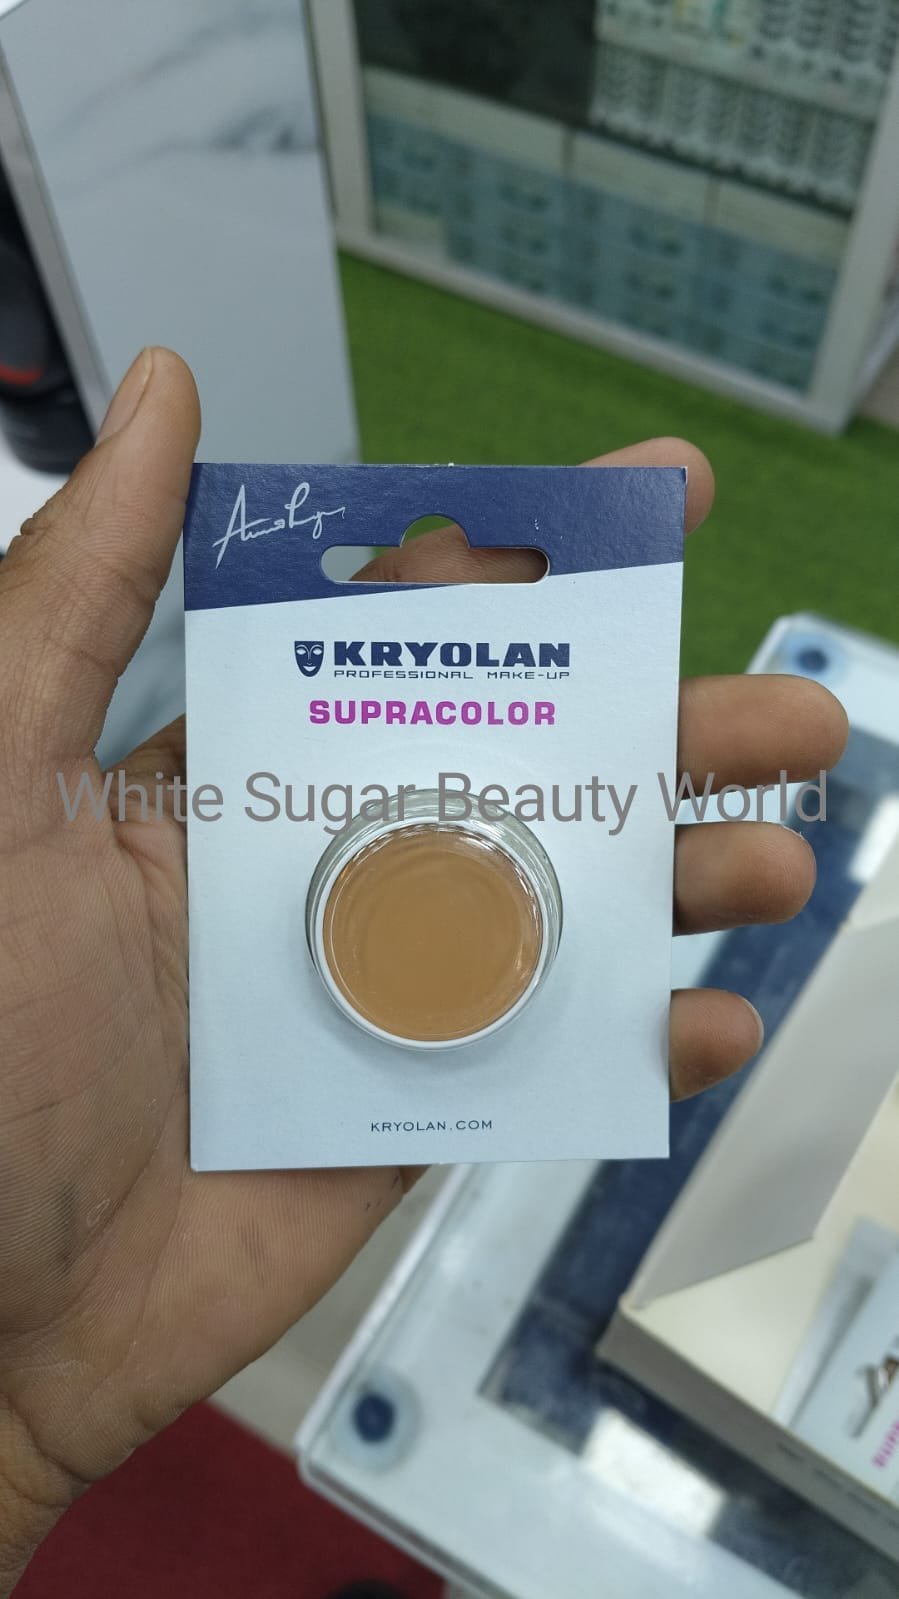 KRYOLAN
PROFESSIONAL MAKE-UP
SUPRACOLOR
White Sugar Beauty World
KRYOLAN.COM